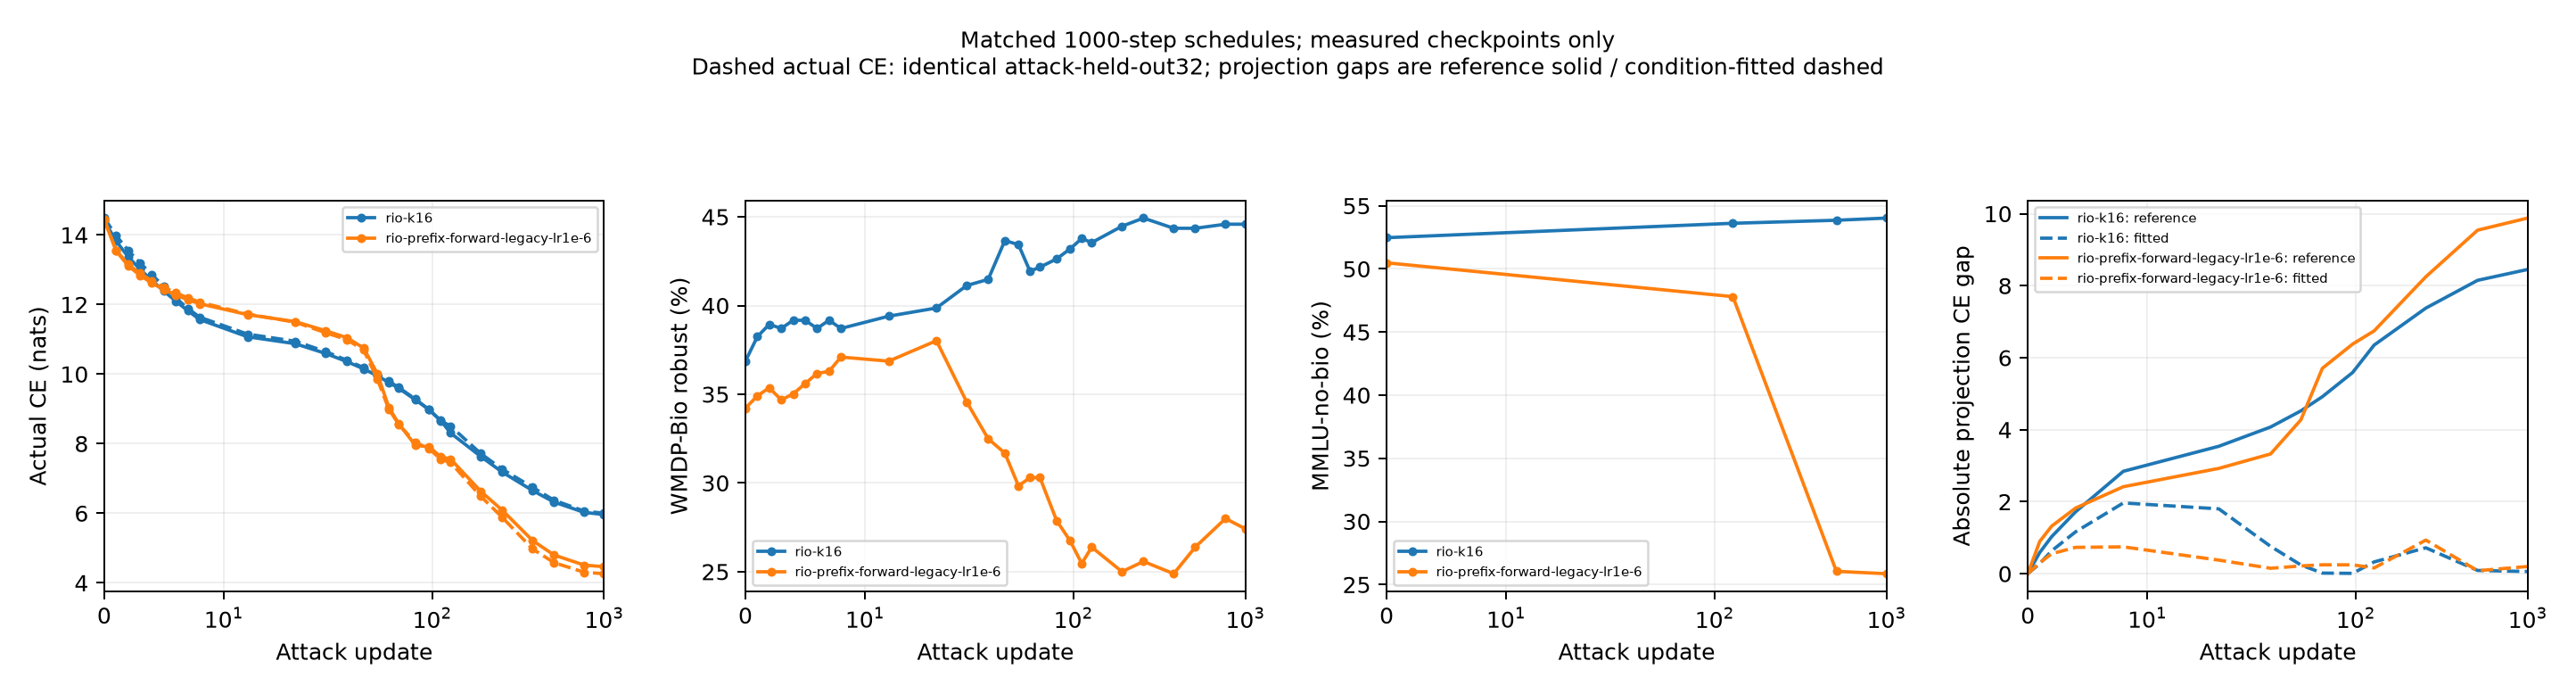 Matched 1000-step schedules; measured checkpoints only
Dashed actual CE: identical attack-held-out32; projection gaps are reference solid / condition-fitted dashed
Actual CE (nats)
14
12
10
8
6
4
rio-k16
rio-prefix-forward-legacy-lr1e-6
0
10¹
10²
10³
Attack update
WMDP-Bio robust (%)
45
40
35
30
25
rio-k16
rio-prefix-forward-legacy-lr1e-6
0
10¹
10²
10³
Attack update
MMLU-no-bio (%)
55
50
45
40
35
30
25
rio-k16
rio-prefix-forward-legacy-lr1e-6
0
10¹
10²
10³
Attack update
Absolute projection CE gap
10
8
6
4
2
0
rio-k16: reference
rio-k16: fitted
rio-prefix-forward-legacy-lr1e-6: reference
rio-prefix-forward-legacy-lr1e-6: fitted
0
10¹
10²
10³
Attack update